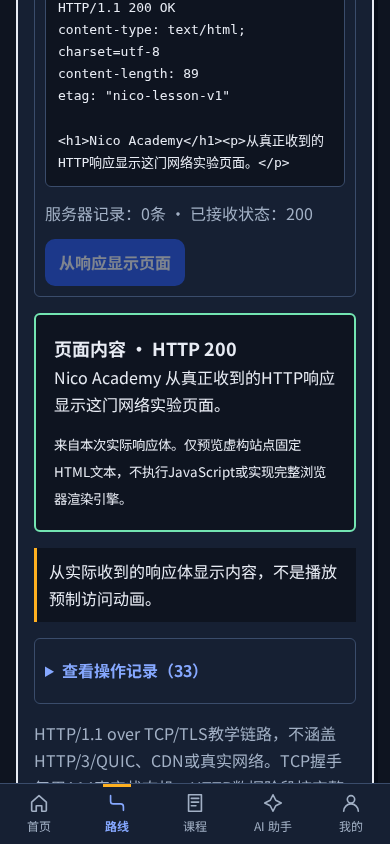 HTTP/1.1 200 OK
content-type: text/html;
charset=utf-8
content-length: 89
etag: "nico-lesson-v1"
<h1>Nico Academy</h1><p>从真正收到的
HTTP响应显示这门网络实验页面。</p>
服务器记录：0条 · 已接收状态：200
从响应显示页面
页面内容 · HTTP 200
Nico Academy 从真正收到的HTTP响应
显示这门网络实验页面。
来自本次实际响应体。仅预览虚构站点固定
HTML文本，不执行JavaScript或实现完整浏览
器渲染引擎。
从实际收到的响应体显示内容，不是播放
预制访问动画。
▶ 查看操作记录（33）
HTTP/1.1 over TCP/TLS教学链路，不涵盖
HTTP/3/QUIC、CDN或真实网络。TCP握手
首页
路线
课程
AI 助手
我的